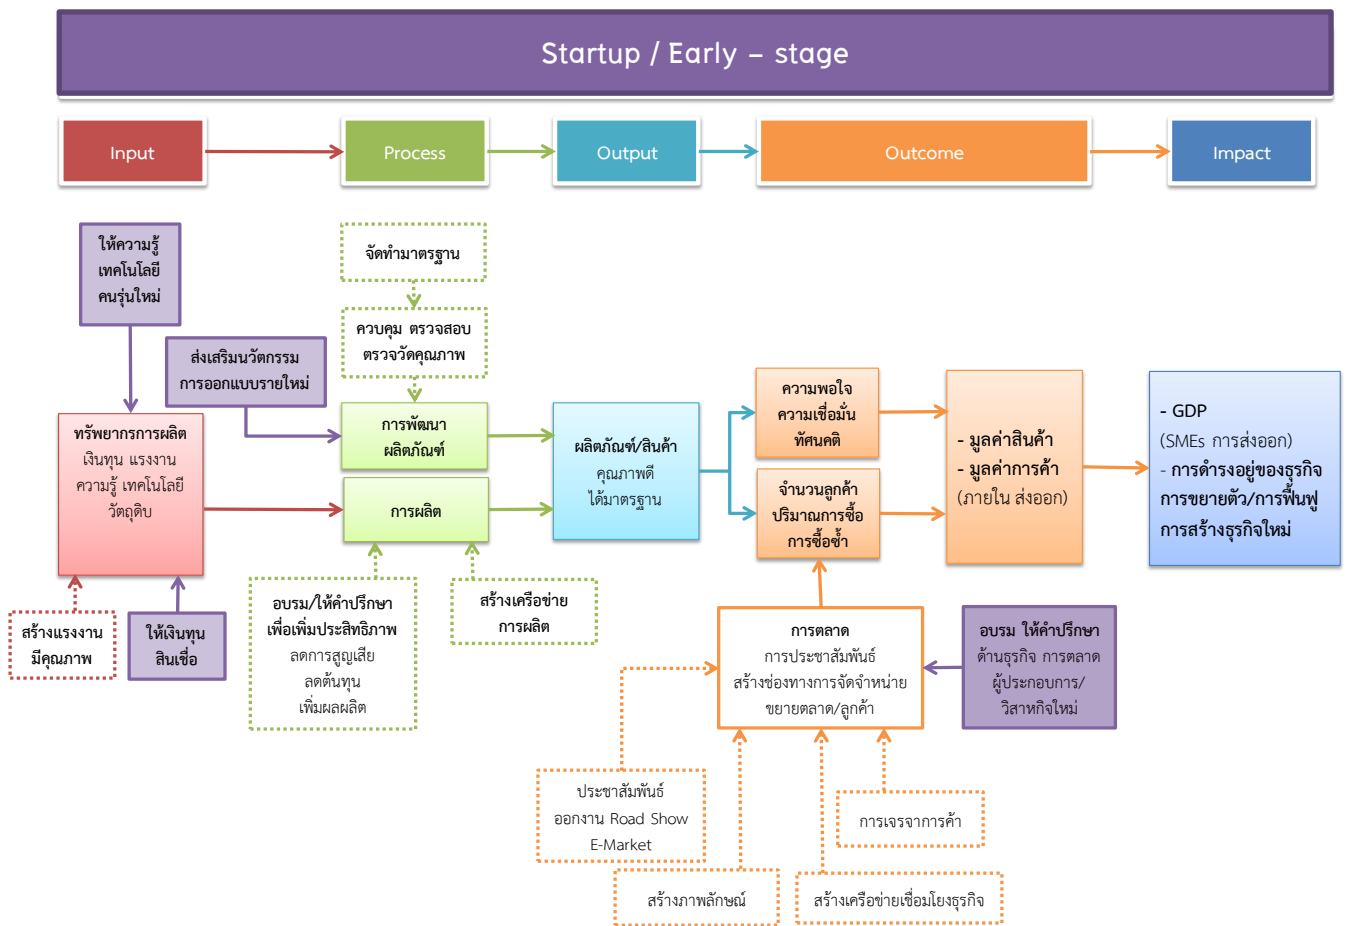 Startup / Early – stage
Input
Process
Output
Outcome
Impact
ให้ความรู้
เทคโนโลยี
คนรุ่นใหม่
จัดทำมาตรฐาน
ควบคุม ตรวจสอบ
ตรวจวัดคุณภาพ
ส่งเสริมนวัตกรรม
การออกแบบรายใหม่
ทรัพยากรการผลิต
เงินทุน แรงงาน
ความรู้ เทคโนโลยี
วัตถุดิบ
การพัฒนา
ผลิตภัณฑ์
การผลิต
ผลิตภัณฑ์/สินค้า
คุณภาพดี
ได้มาตรฐาน
ความพอใจ
ความเชื่อมั่น
ทัศนคติ
จำนวนลูกค้า
ปริมาณการซื้อ
การซื้อซ้ำ
- มูลค่าสินค้า
- มูลค่าการค้า
(ภายใน ส่งออก)
- GDP
(SMEs การส่งออก)
- การดำรงอยู่ของธุรกิจ
การขยายตัว/การฟื้นฟู
การสร้างธุรกิจใหม่
สร้างแรงงาน
มีคุณภาพ
ให้เงินทุน
สินเชื่อ
อบรม/ให้คำปรึกษา
เพื่อเพิ่มประสิทธิภาพ
ลดการสูญเสีย
ลดต้นทุน
เพิ่มผลผลิต
สร้างเครือข่าย
การผลิต
การตลาด
การประชาสัมพันธ์
สร้างช่องทางการจัดจำหน่าย
ขยายตลาด/ลูกค้า
อบรม ให้คำปรึกษา
ด้านธุรกิจ การตลาด
ผู้ประกอบการ/
วิสาหกิจใหม่
ประชาสัมพันธ์
ออกงาน Road Show
E-Market
การเจรจาการค้า
สร้างภาพลักษณ์
สร้างเครือข่ายเชื่อมโยงธุรกิจ